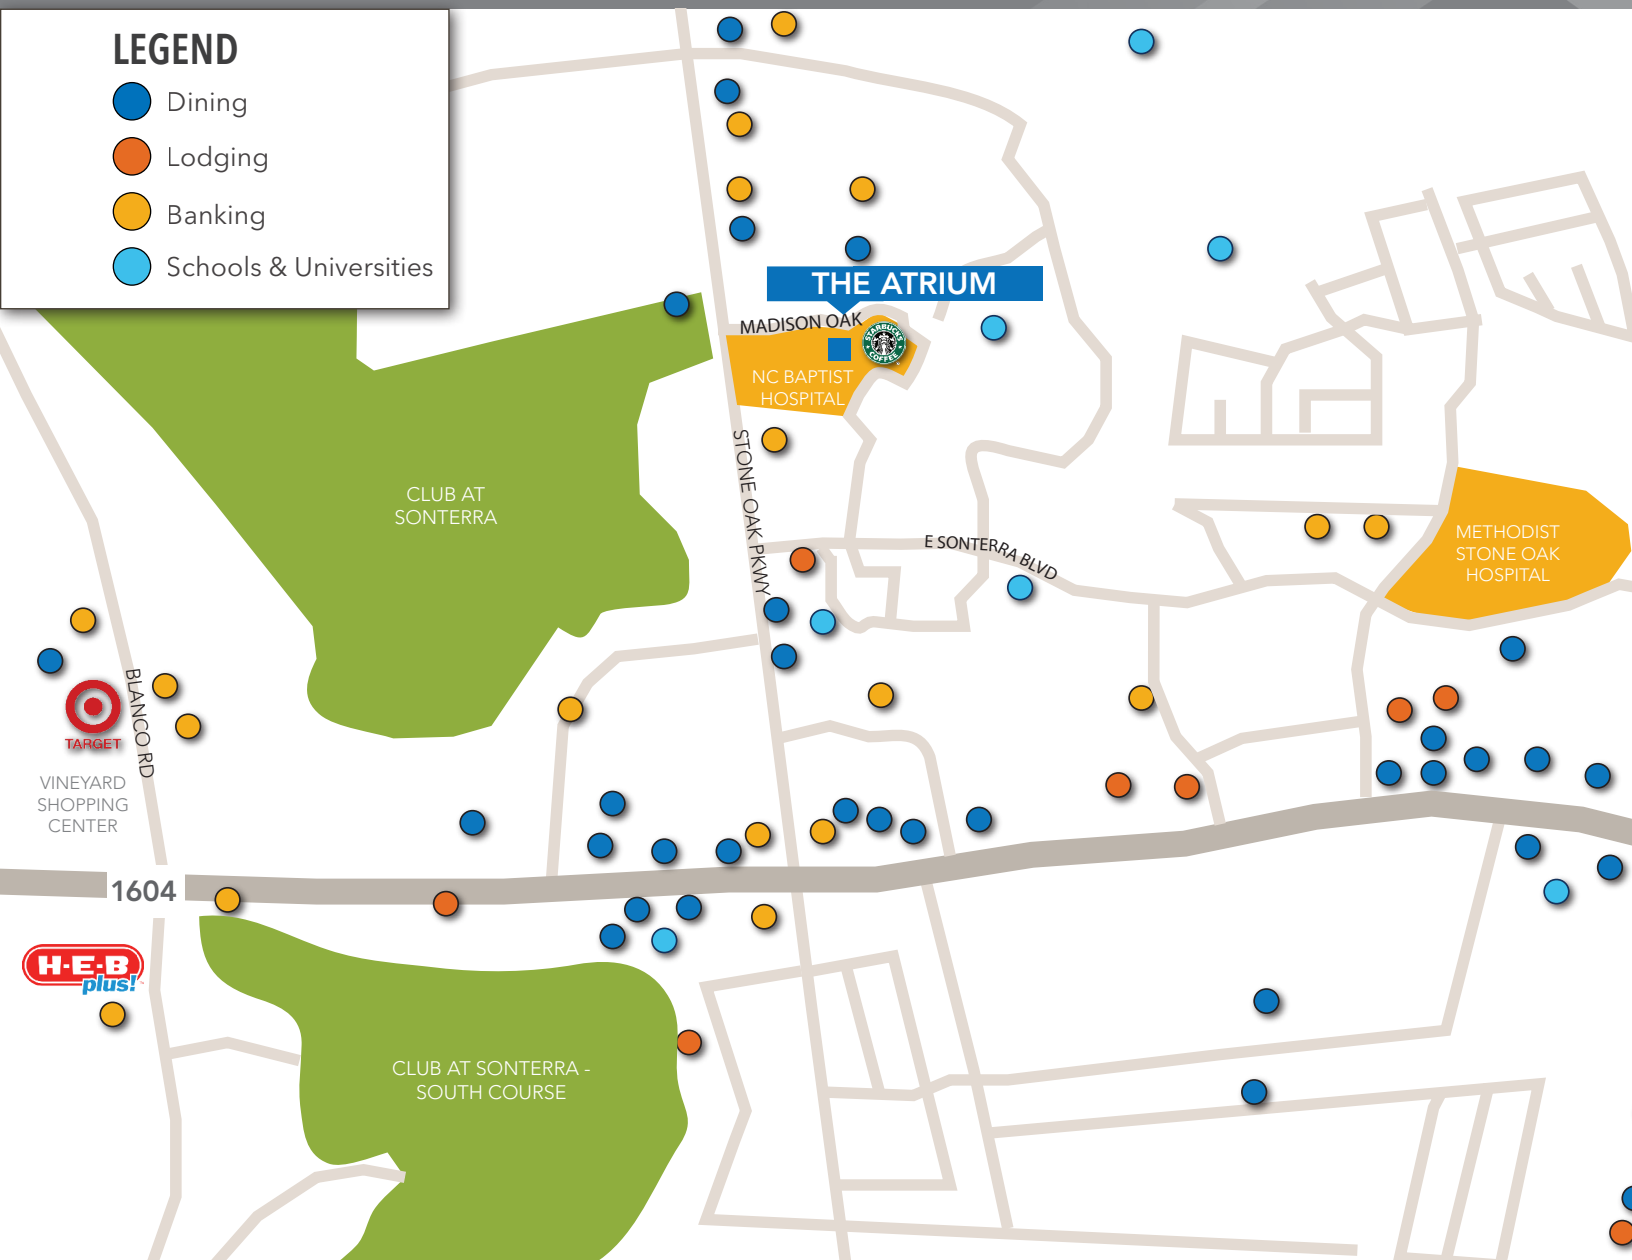 LEGEND
Dining
Lodging
Banking
Schools & Universities
THE ATRIUM
MADISON OAK
STARBUCKS
COFFEE
NC BAPTIST
HOSPITAL
STONE OAK PKWY
CLUB AT
SONTERRA
E SONTERRA BLVD
METHODIST
STONE OAK
HOSPITAL
BLANCO RD
TARGET
VINEYARD
SHOPPING
CENTER
1604
H-E-B
plus!
CLUB AT SONTERRA -
SOUTH COURSE